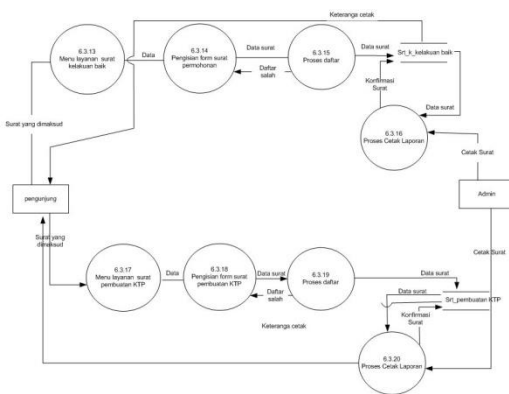 Keteranga cetak
6.3.13
Menu layanan surat
kelakuan baik
Data
6.3.14
Pengisian form surat
permohonan
Data surat
Daftar
salah
6.3.15
Proses daftar
Data surat
Srt_k_kelakuan baik
Konfirmasi
Surat
Data surat
6.3.16
Proses Cetak Laporan
Surat yang dimaksud
Cetak Surat
pengunjung
Admin
Surat yang
dimaksud
Cetak Surat
6.3.17
Menu layanan surat
pembuatan KTP
Data
6.3.18
Pengisian form surat
pembuatan KTP
Data surat
Daftar
salah
6.3.19
Proses daftar
Data surat
Data surat
Srt_pembuatan KTP
Konfirmasi
Surat
Keteranga cetak
6.3.20
Proses Cetak Laporan